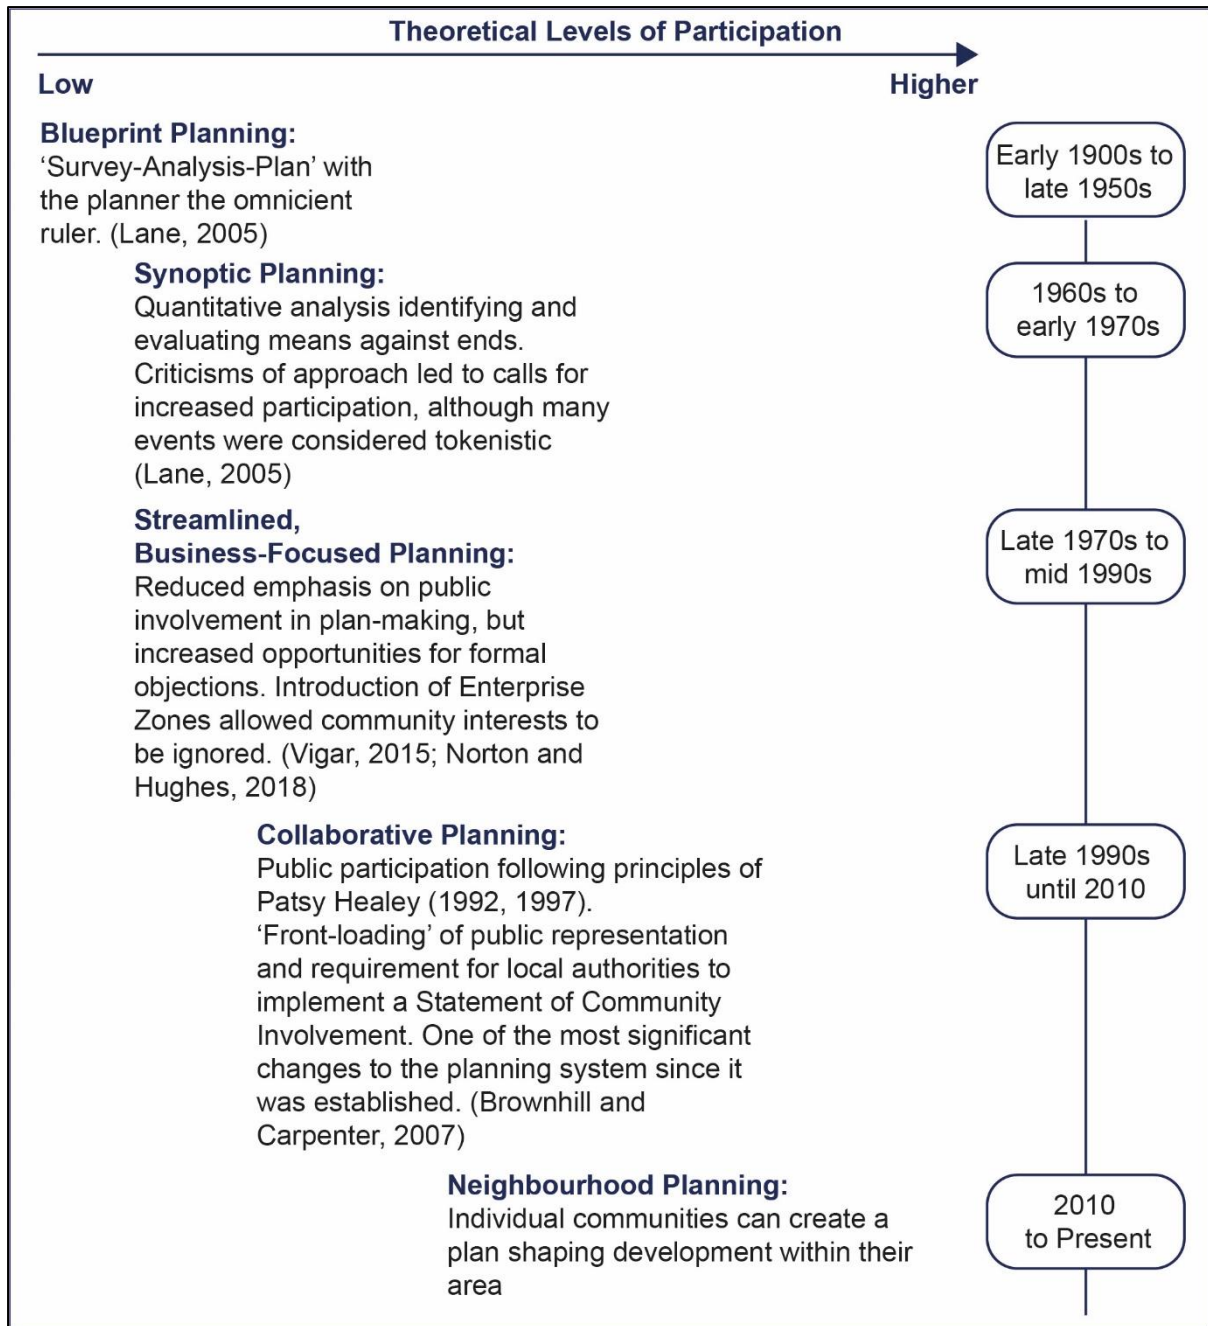 Theoretical Levels of Participation
Low
Higher
Blueprint Planning:
‘Survey-Analysis-Plan’ with
the planner the omnicient
ruler. (Lane, 2005)
Early 1900s to
late 1950s
Synoptic Planning:
Quantitative analysis identifying and
evaluating means against ends.
Criticisms of approach led to calls for
increased participation, although many
events were considered tokenistic
(Lane, 2005)
1960s to
early 1970s
Streamlined,
Business-Focused Planning:
Reduced emphasis on public
involvement in plan-making, but
increased opportunities for formal
objections. Introduction of Enterprise
Zones allowed community interests to
be ignored. (Vigar, 2015; Norton and
Hughes, 2018)
Late 1970s to
mid 1990s
Collaborative Planning:
Public participation following principles of
Patsy Healey (1992, 1997).
‘Front-loading’ of public representation
and requirement for local authorities to
implement a Statement of Community
Involvement. One of the most significant
changes to the planning system since it
was established. (Brownhill and
Carpenter, 2007)
Late 1990s
until 2010
Neighbourhood Planning:
Individual communities can create a
plan shaping development within their
area
2010
to Present